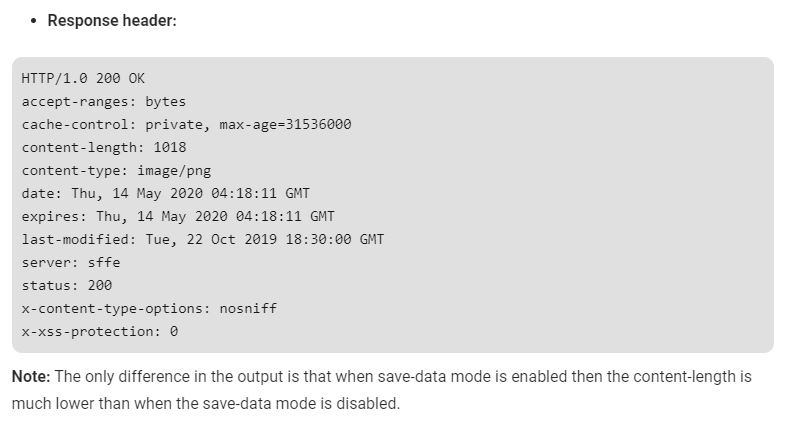 • Response header:
HTTP/1.0 200 OK
accept-ranges: bytes
cache-control: private, max-age=31536000
content-length: 1018
content-type: image/png
date: Thu, 14 May 2020 04:18:11 GMT
expires: Thu, 14 May 2020 04:18:11 GMT
last-modified: Tue, 22 Oct 2019 18:30:00 GMT
server: sffe
status: 200
x-content-type-options: nosniff
x-xss-protection: 0
Note: The only difference in the output is that when save-data mode is enabled then the content-length is
much lower than when the save-data mode is disabled.